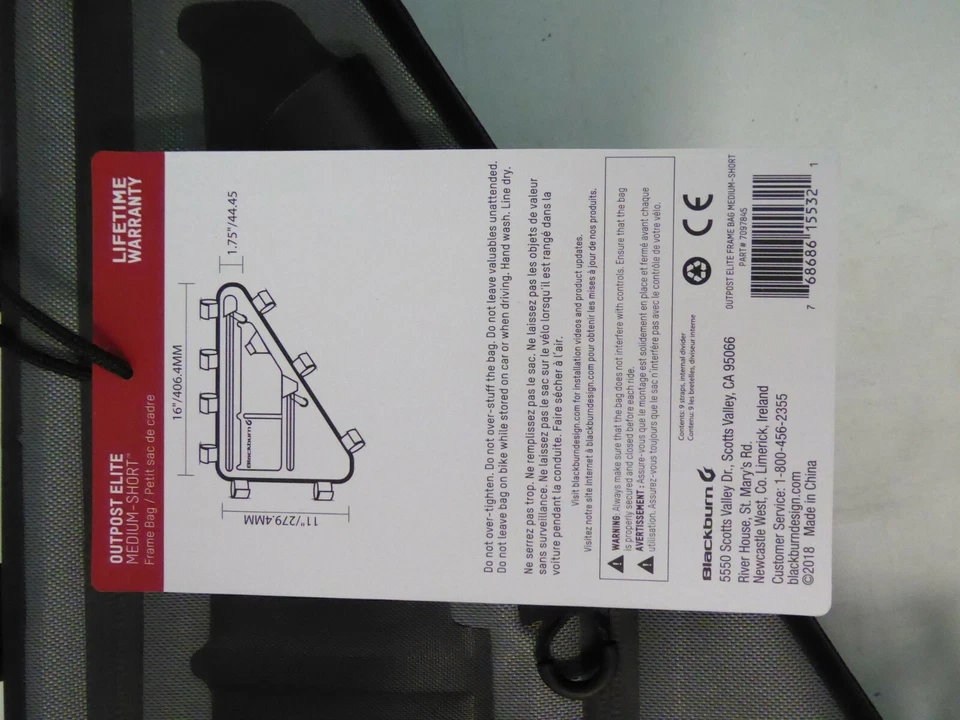 OUTPOST ELITE
MEDIUM-SHORT™
Frame Bag / Petit sac de cadre
LIFETIME
WARRANTY
16"/406.4MM
1.75"/44.45
Blackburn
11"/279.4MM
Do not over-tighten. Do not over-stuff the bag. Do not leave valuables unattended.
Do not leave bag on bike while stored on car or when driving. Hand wash. Line dry.
Ne serrez pas trop. Ne remplissez pas le sac. Ne laissez pas les objets de valeur
sans surveillance. Ne laissez pas le sac sur le vélo lorsqu'il est rangé dans la
voiture pendant la conduite. Faire sécher à l'air.
Visit blackburndesign.com for installation videos and product updates.
Visitez notre site Internet à blackburndesign.com pour obtenir les mises à jour de nos produits.
WARNING: Always make sure that the bag does not interfere with controls. Ensure that the bag
is properly secured and closed before each ride.
AVERTISSEMENT : Assure-vous que le montage est solidement en place et fermé avant chaque
utilisation. Assurez-vous toujours que le sac n'interfère pas avec le contrôle de votre vélo.
Contents: 9 straps, internal divider
Contenu: 9 les bretelles, diviseur interne
Blackburn
5550 Scotts Valley Dr., Scotts Valley, CA 95066
River House, St. Mary's Rd.
Newcastle West, Co. Limerick, Ireland
Customer Service: 1-800-456-2355
blackburndesign.com
©2018 Made in China
CE
OUTPOST ELITE FRAME BAG MEDIUM-SHORT
PART# 7097845
7 68686 15532 1